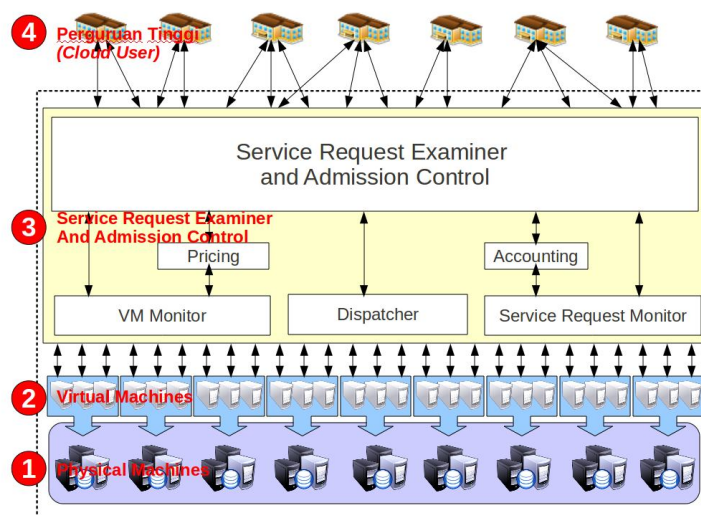 4 Perguruan Tinggi
(Cloud User)
Service Request Examiner
and Admission Control
3 Service Request Examiner
And Admission Control
Pricing
Accounting
VM Monitor
Dispatcher
Service Request Monitor
2 Virtual Machines
1 Physical Machines